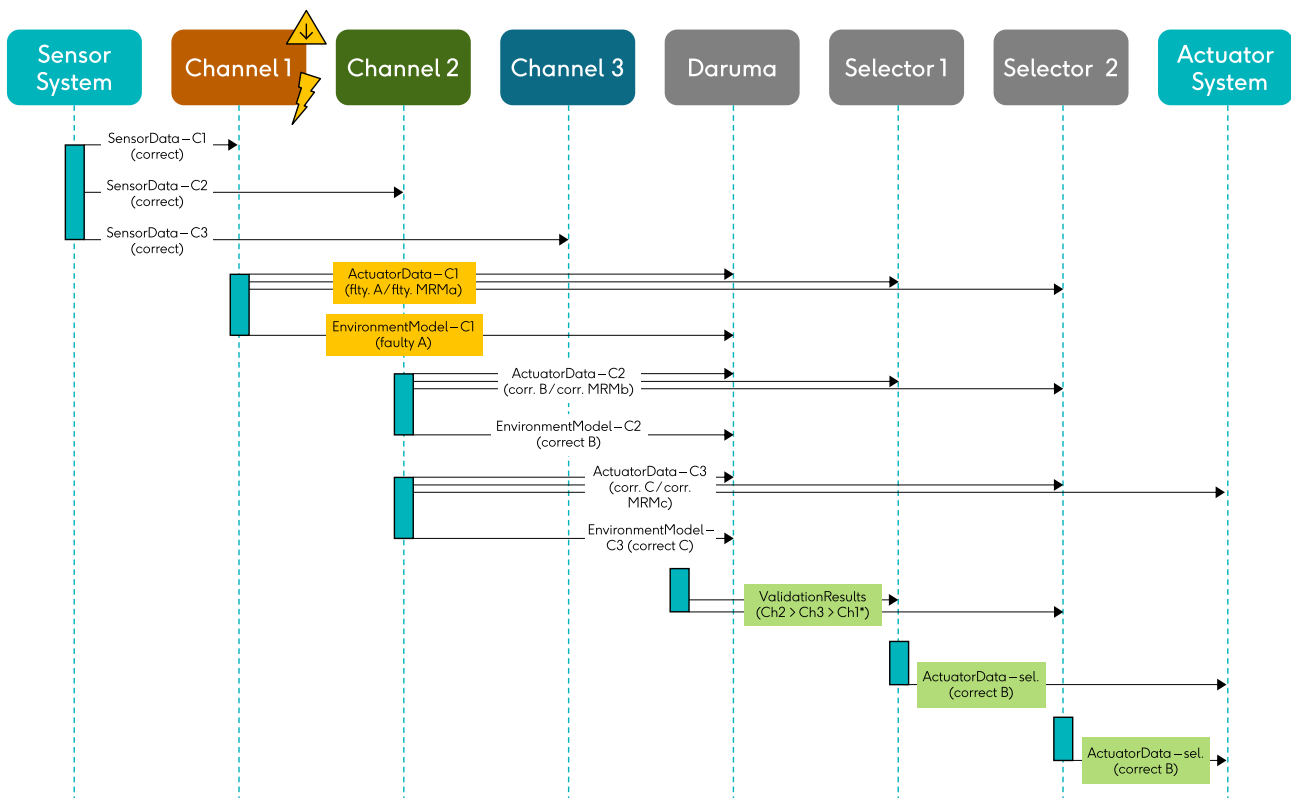 Sensor
System
Channel 1
Channel 2
Channel 3
Daruma
Selector 1
Selector 2
Actuator
System
SensorData–C1
(correct)
SensorData–C2
(correct)
SensorData–C3
(correct)
ActuatorData–C1
(flty. A/flty. MRMa)
EnvironmentModel–C1
(faulty A)
ActuatorData–C2
(corr. B/corr. MRMb)
EnvironmentModel–C2
(correct B)
ActuatorData–C3
(corr. C/corr.
MRMc)
EnvironmentModel–
C3 (correct C)
ValidationResults
(Ch2 > Ch3 > Ch1*)
ActuatorData–sel.
(correct B)
ActuatorData–sel.
(correct B)